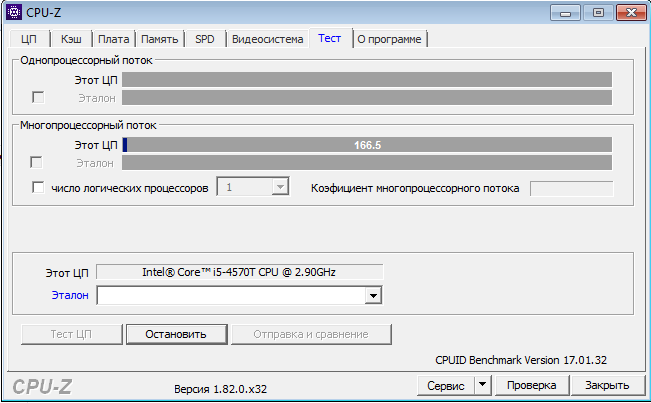 CPU-Z
ЦП Кэш Плата Память SPD Видеосистема Тест О программе
Однопроцессорный поток
Этот ЦП
Эталон
Многопроцессорный поток
Этот ЦП 166.5
Эталон
число логических процессоров 1 Коэфициент многопроцессорного потока
Этот ЦП Intel® Core™ i5-4570T CPU @ 2.90GHz
Эталон
Тест ЦП Остановить Отправка и сравнение
CPUID Benchmark Version 17.01.32
CPU-Z Версия 1.82.0.x32 Сервис Проверка Закрыть